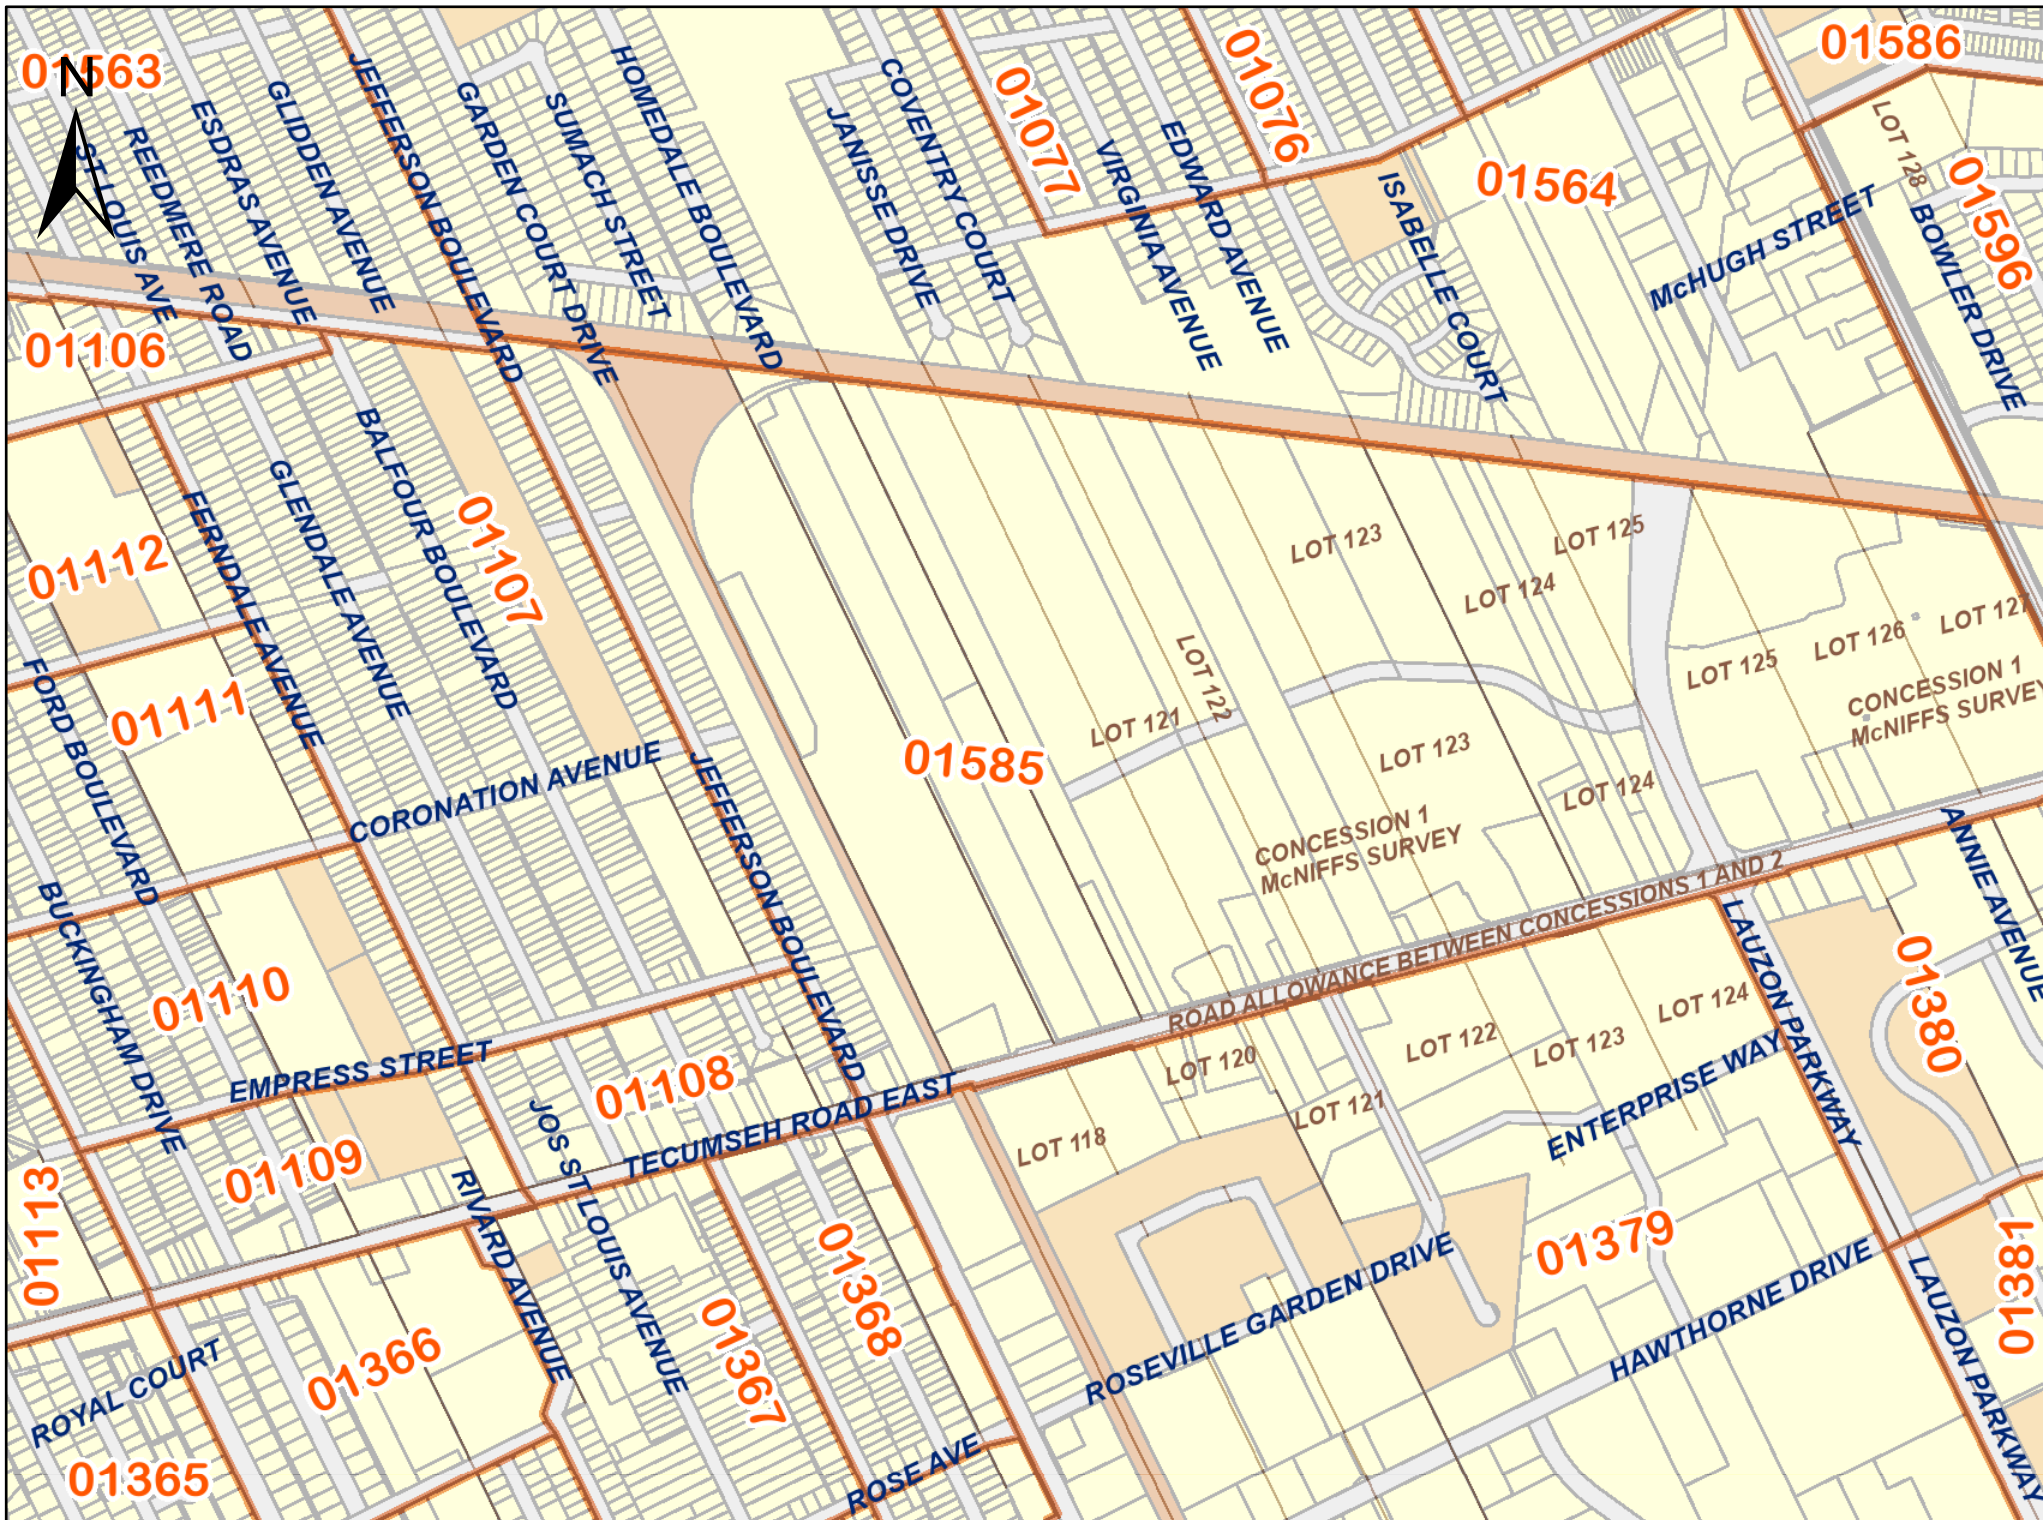 01563
N
ST LOUIS AVE
REEDMERE ROAD
ESDRAS AVENUE
GLIDDEN AVENUE
JEFFERSON BOULEVARD
GARDEN COURT DRIVE
SUMACH STREET
HOMEDALE BOULEVARD
JANISSE DRIVE
COVENTRY COURT
01077
VIRGINIA AVENUE
EDWARD AVENUE
01076
ISABELLE COURT
01564
McHUGH STREET
01586
LOT 128
01596
BOWLER DRIVE
01106
01112
FERNDALE AVENUE
GLENDALE AVENUE
BALFOUR BOULEVARD
01107
LOT 123
LOT 125
LOT 124
LOT 122
LOT 121
LOT 125
LOT 126
LOT 127
CONCESSION 1
McNIFFS SURVEY
FORD BOULEVARD
01111
CORONATION AVENUE
JEFFERSON BOULEVARD
01585
LOT 123
LOT 124
CONCESSION 1
McNIFFS SURVEY
ROAD ALLOWANCE BETWEEN CONCESSIONS 1 AND 2
ANNIE AVENUE
BUCKINGHAM DRIVE
01110
EMPRESS STREET
01108
JOS ST LOUIS AVENUE
TECUMSEH ROAD EAST
LOT 118
LOT 120
LOT 121
LOT 122
LOT 123
LOT 124
LAUZON PARKWAY
ENTERPRISE WAY
01380
01113
01109
RIVARD AVENUE
01368
01379
01381
ROSEVILLE GARDEN DRIVE
HAWTHORNE DRIVE
LAUZON PARKWAY
ROYAL COURT
01366
01367
01365
ROSE AVE